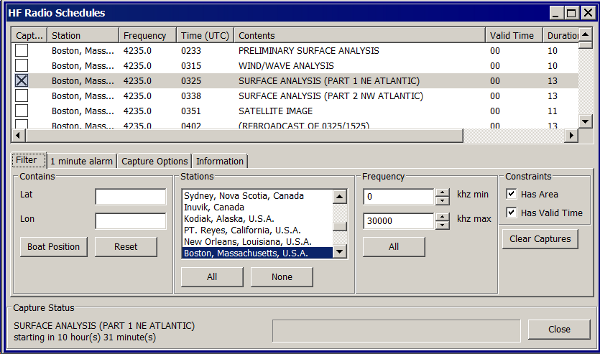 HF Radio Schedules
Capt... Station Frequency Time (UTC) Contents Valid Time Duration
Boston, Mass... 4235.0 0233 PRELIMINARY SURFACE ANALYSIS 00 10
Boston, Mass... 4235.0 0315 WIND/WAVE ANALYSIS 00 10
Boston, Mass... 4235.0 0325 SURFACE ANALYSIS (PART 1 NE ATLANTIC) 00 13
Boston, Mass... 4235.0 0338 SURFACE ANALYSIS (PART 2 NW ATLANTIC) 00 13
Boston, Mass... 4235.0 0351 SATELLITE IMAGE 00 11
Boston, Mass... 4235.0 0402 (REBROADCAST OF 0325/1525) 00 13
Filter 1 minute alarm Capture Options Information
Contains
Lat
Lon
Boat Position Reset
Stations
Sydney, Nova Scotia, Canada
Inuvik, Canada
Kodiak, Alaska, U.S.A.
PT. Reyes, California, U.S.A.
New Orleans, Louisiana, U.S.A.
Boston, Massachusetts, U.S.A.
All None
Frequency
0 khz min
30000 khz max
All
Constraints
Has Area
Has Valid Time
Clear Captures
Capture Status
SURFACE ANALYSIS (PART 1 NE ATLANTIC)
starting in 10 hour(s) 31 minute(s)
Close